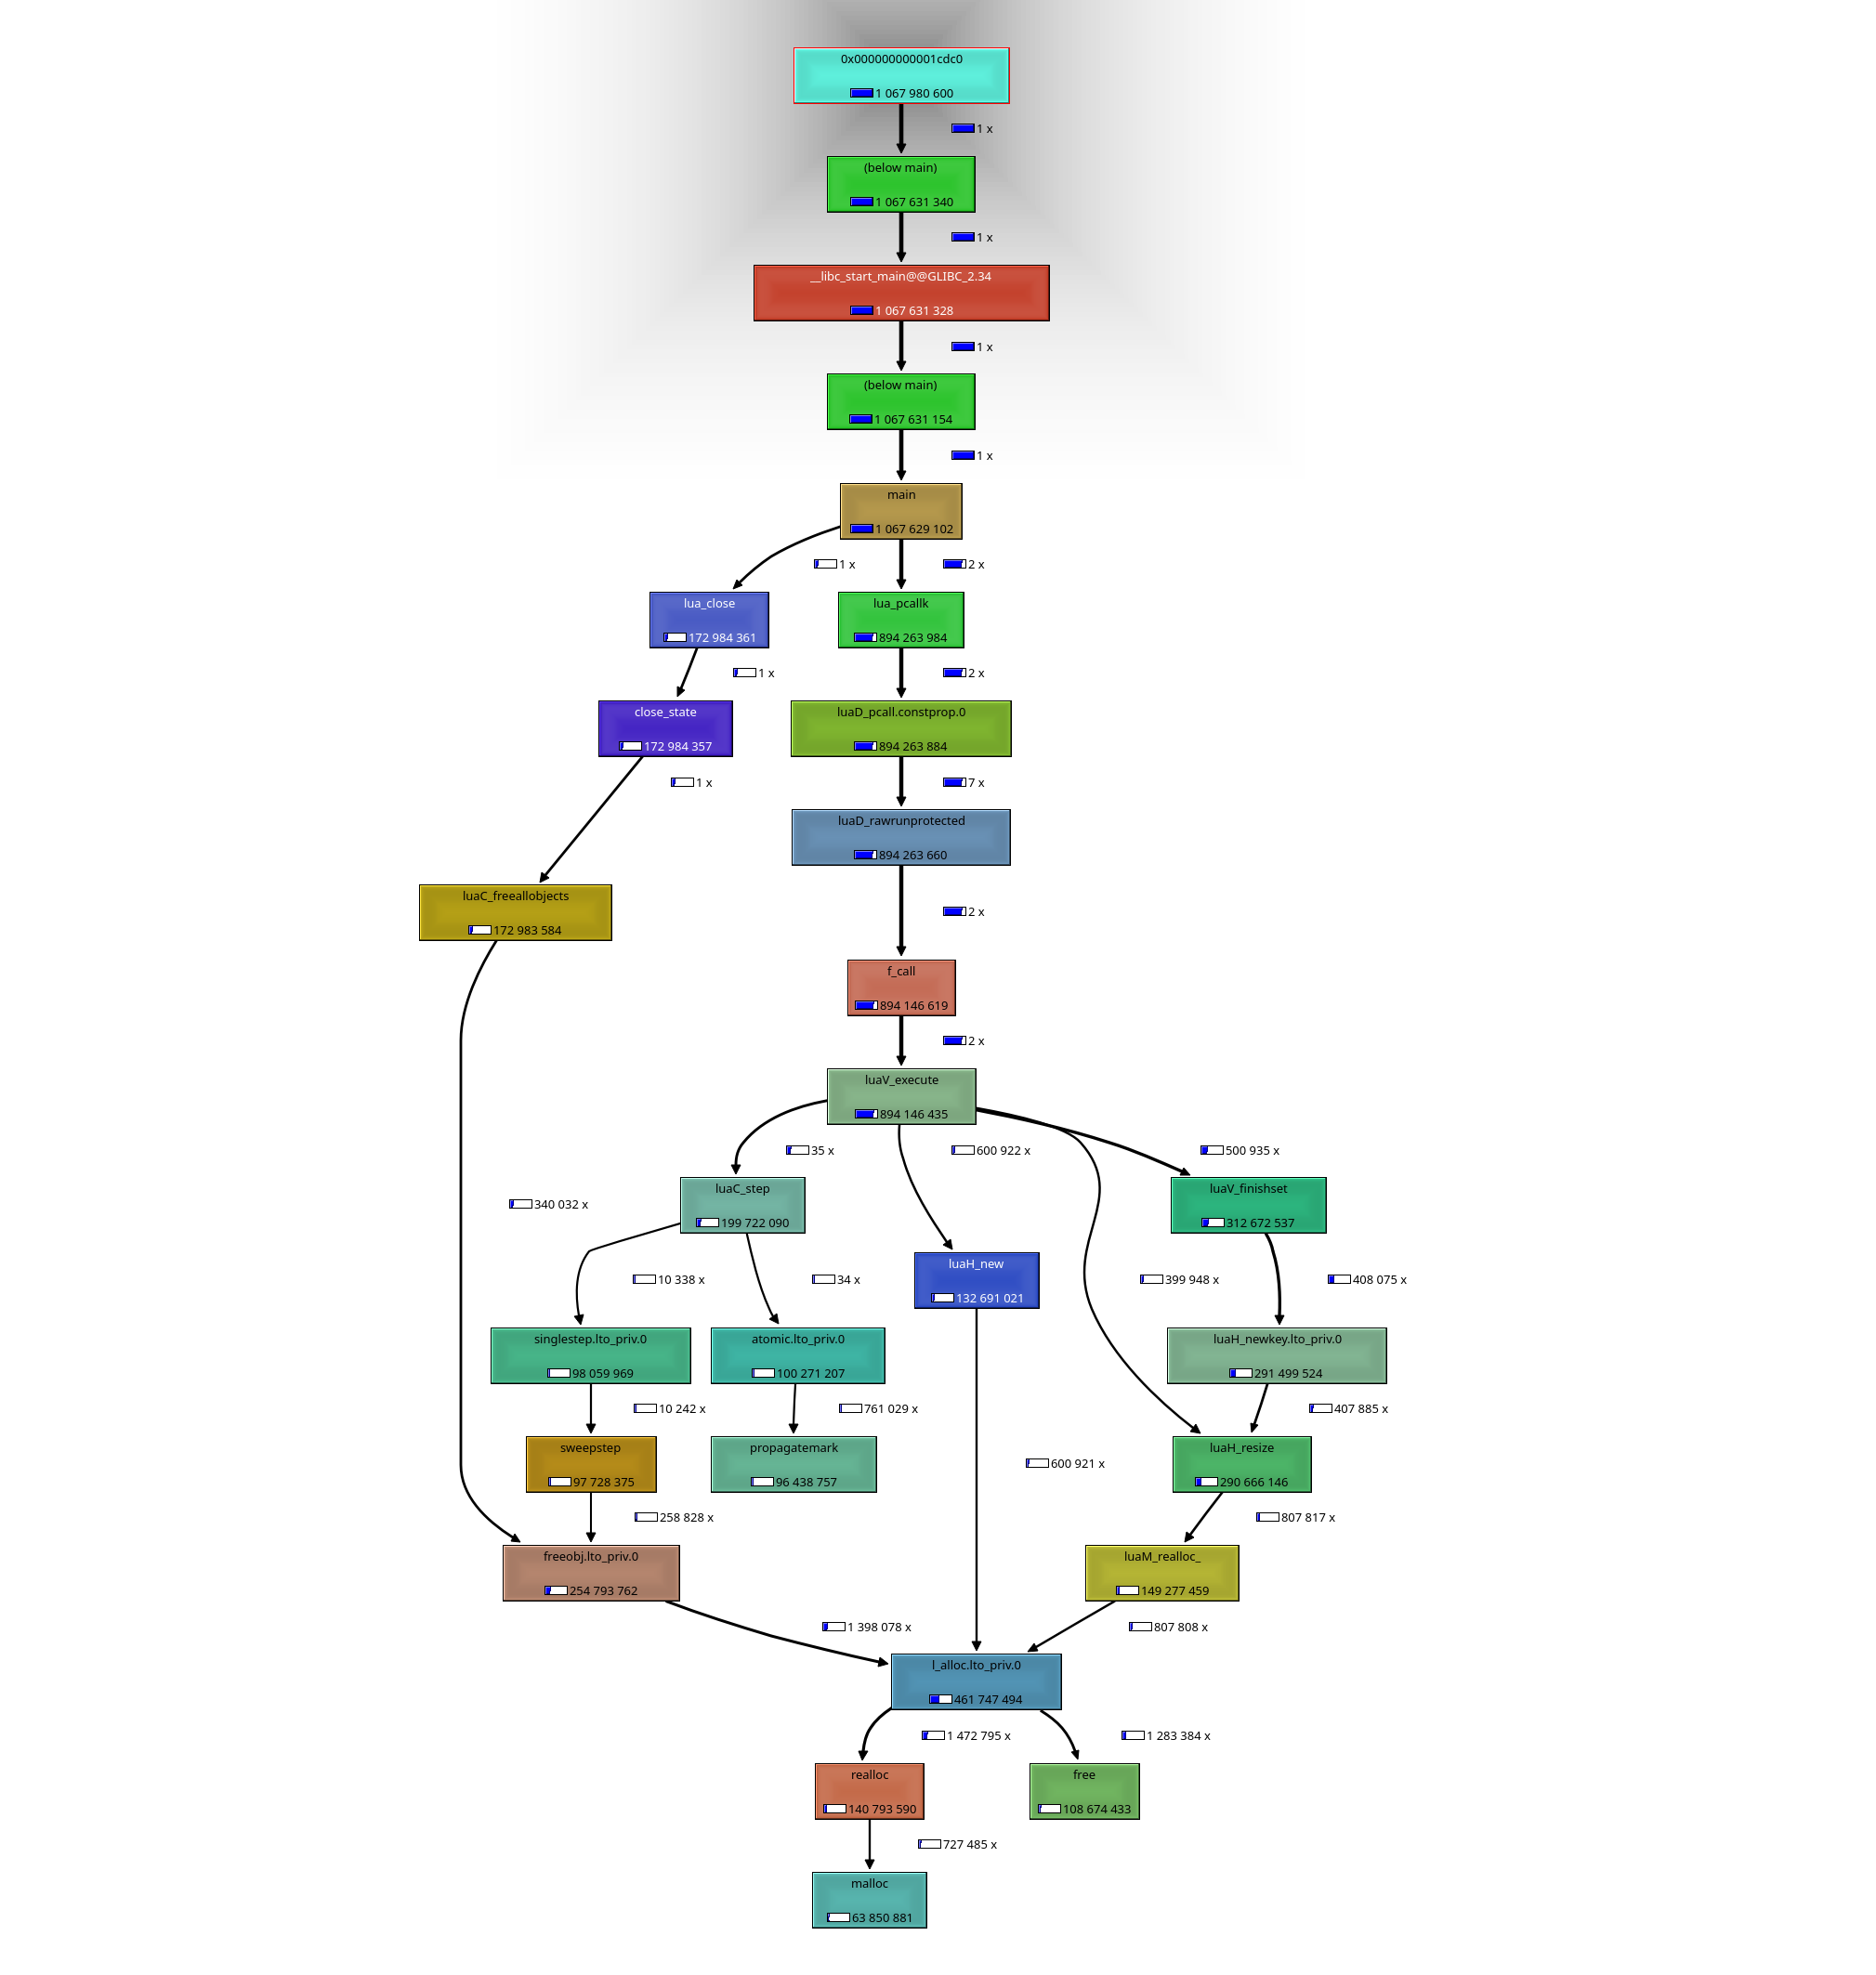 0x000000000001cdc0
1 067 980 600
1 x
(below main)
1 067 631 340
1 x
__libc_start_main@@GLIBC_2.34
1 067 631 328
1 x
(below main)
1 067 631 154
1 x
main
1 067 629 102
1 x
2 x
lua_close
172 984 361
lua_pcallk
894 263 984
1 x
2 x
close_state
172 984 357
luaD_pcall.constprop.0
894 263 884
1 x
7 x
luaD_rawrunprotected
894 263 660
luaC_freeallobjects
172 983 584
2 x
f_call
894 146 619
2 x
luaV_execute
894 146 435
35 x
600 922 x
500 935 x
luaC_step
199 722 090
luaV_finishset
312 672 537
340 032 x
luaH_new
132 691 021
10 338 x
34 x
399 948 x
408 075 x
singlestep.lto_priv.0
98 059 969
atomic.lto_priv.0
100 271 207
luaH_newkey.lto_priv.0
291 499 524
10 242 x
761 029 x
407 885 x
sweepstep
97 728 375
propagatemark
96 438 757
600 921 x
luaH_resize
290 666 146
258 828 x
807 817 x
freeobj.lto_priv.0
254 793 762
luaM_realloc_
149 277 459
1 398 078 x
807 808 x
l_alloc.lto_priv.0
461 747 494
1 472 795 x
1 283 384 x
realloc
140 793 590
free
108 674 433
727 485 x
malloc
63 850 881